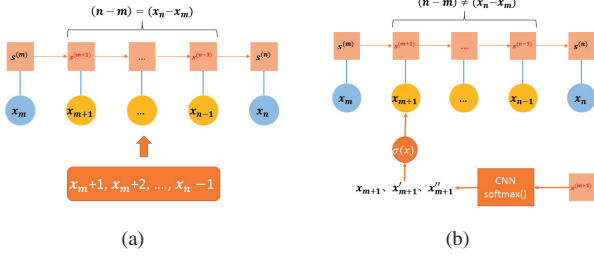 (n − m) = (xₙ−xₘ)
s⁽ᵐ⁾ s⁽ᵐ⁺¹⁾ ... s⁽ⁿ⁻¹⁾ s⁽ⁿ⁾
xₘ xₘ₊₁ ... xₙ₋₁ xₙ
xₘ+1, xₘ+2, ... , xₙ −1
(a)
(n − m) ≠ (xₙ−xₘ)
s⁽ᵐ⁾ s⁽ᵐ⁺¹⁾ ... s⁽ⁿ⁻¹⁾ s⁽ⁿ⁾
xₘ xₘ₊₁ ... xₙ₋₁ xₙ
σ(x)
xₘ₊₁、x′ₘ₊₁、x″ₘ₊₁
CNN
softmax()
s⁽ᵐ⁺¹⁾
(b)